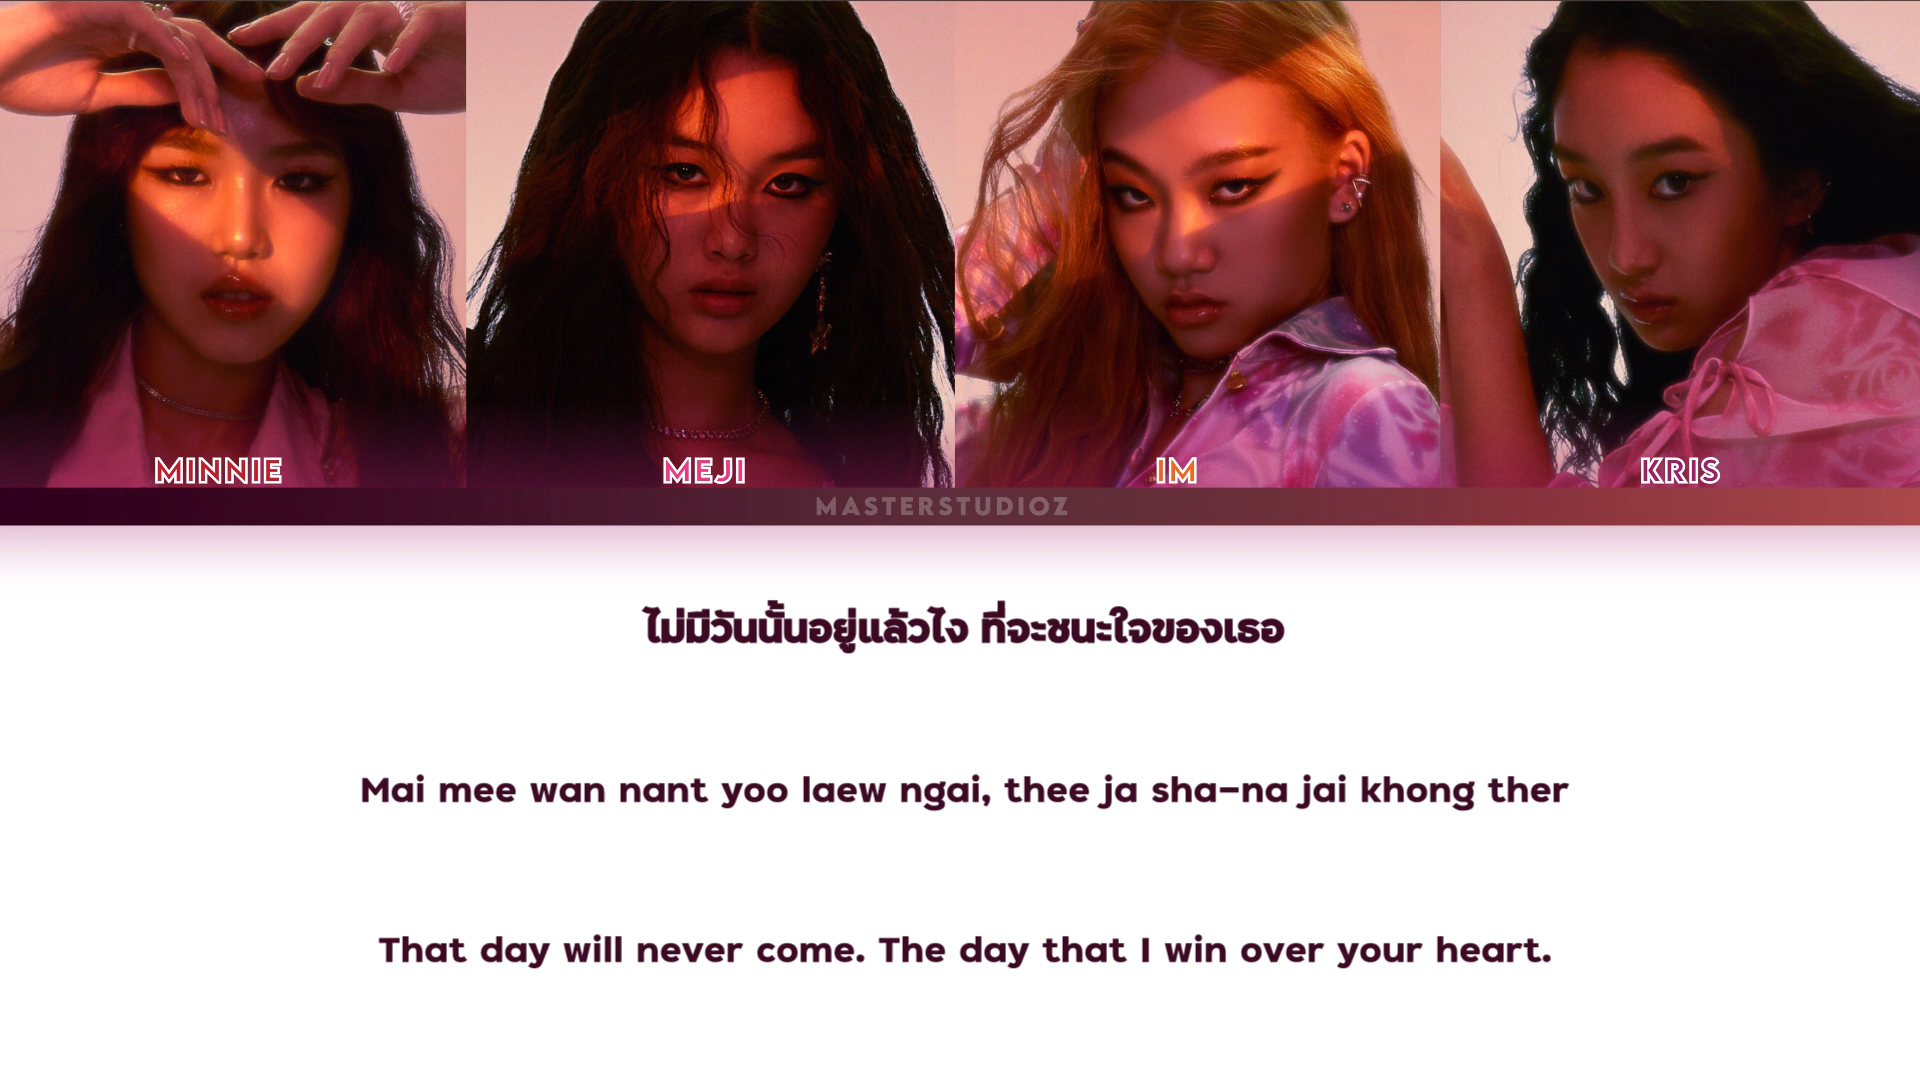 MINNIE
MEJI
IM
KRIS
MASTERSTUDIOZ
ไม่มีวันนั้นอยู่แล้วไง ที่จะชนะใจของเธอ
Mai mee wan nant yoo laew ngai, thee ja sha-na jai khong ther
That day will never come. The day that I win over your heart.